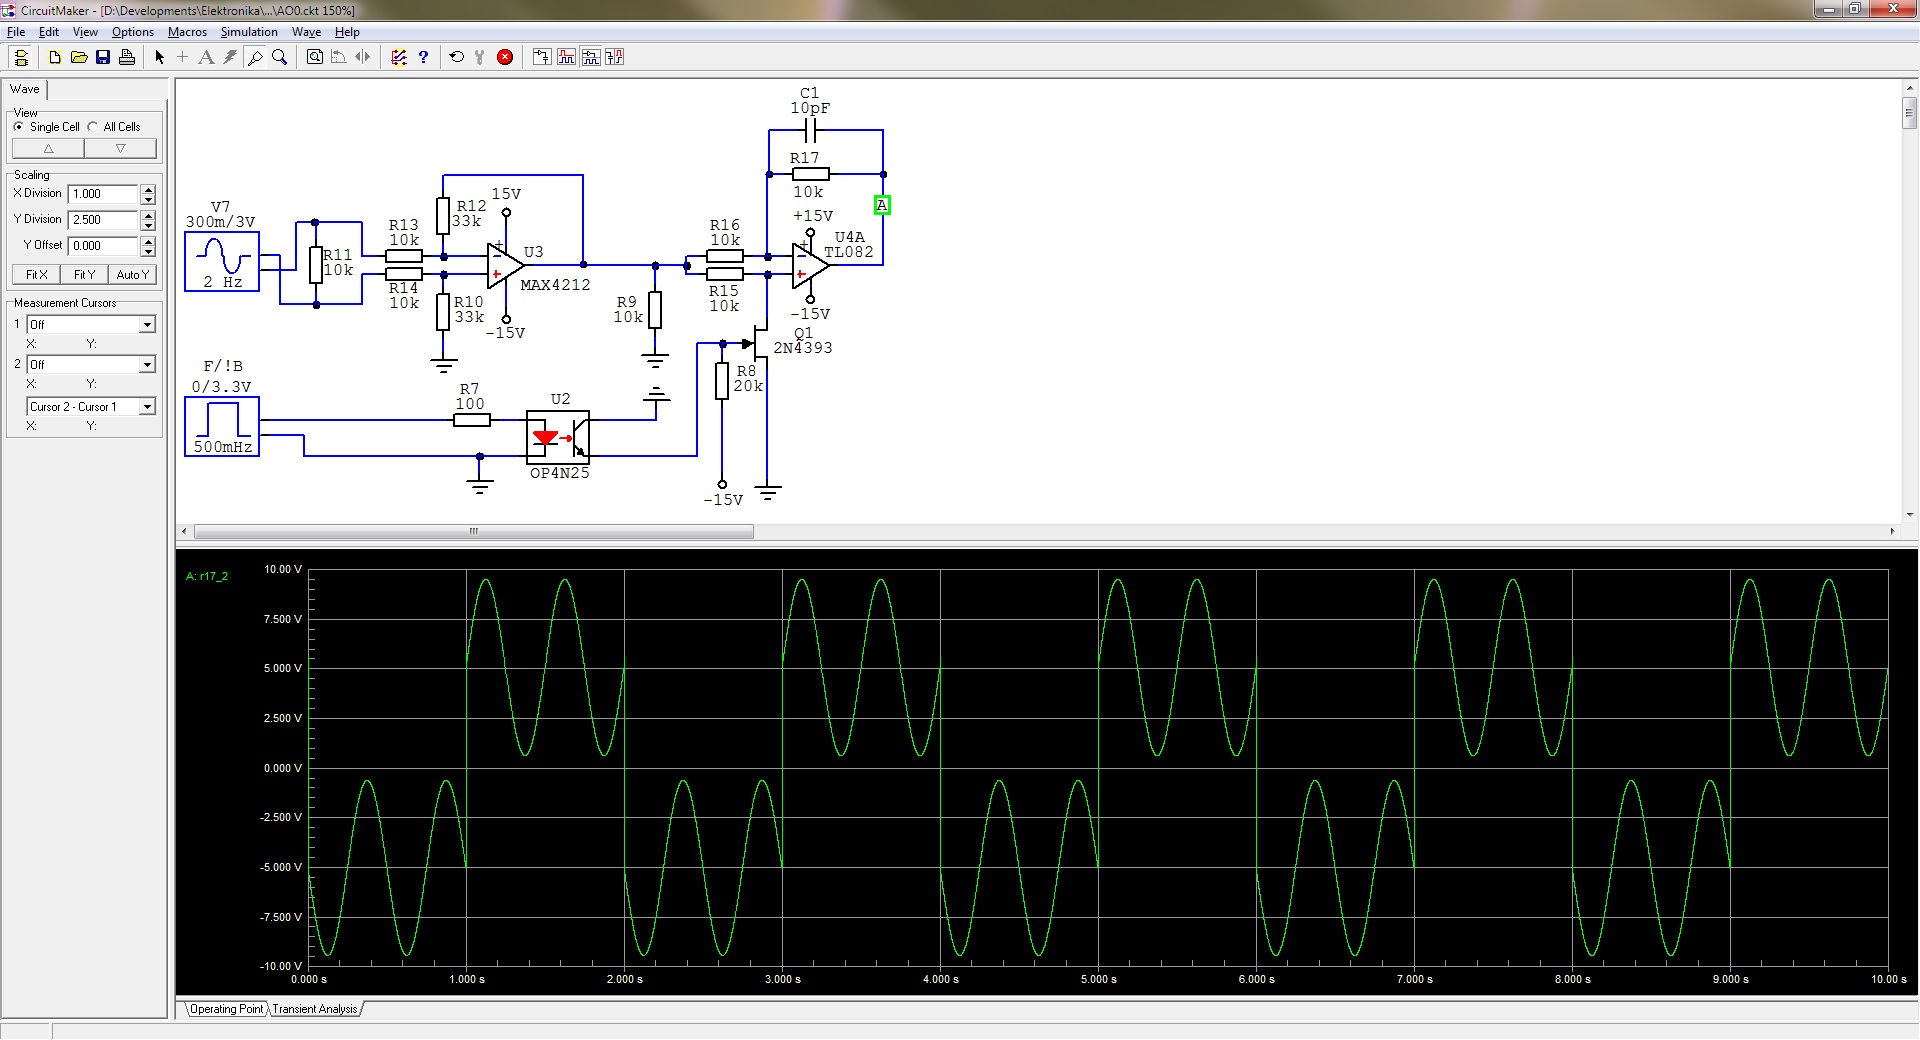 CircuitMaker - [D:\Developments\Elektronika\...\AO0.ckt 150%]
File Edit View Options Macros Simulation Wave Help
Wave
View
Single Cell All Cells
Scaling
X Division 1.000
Y Division 2.500
Y Offset 0.000
Fit X Fit Y Auto Y
Measurement Cursors
1 Off
X: Y:
2 Off
X: Y:
Cursor 2 - Cursor 1
X: Y:
C1
10pF
R17
10k
A
V7
300m/3V
2 Hz
R11
10k
R13
10k
R14
10k
R12
33k
15V
U3
MAX4212
R10
33k
-15V
R9
10k
R16
10k
R15
10k
+15V
U4A
TL082
-15V
Q1
2N4393
R8
20k
-15V
F/!B
0/3.3V
500mHz
R7
100
U2
OP4N25
A: r17_2
10.00 V
7.500 V
5.000 V
2.500 V
0.000 V
-2.500 V
-5.000 V
-7.500 V
-10.00 V
0.000 s 1.000 s 2.000 s 3.000 s 4.000 s 5.000 s 6.000 s 7.000 s 8.000 s 9.000 s 10.00 s
Operating Point Transient Analysis